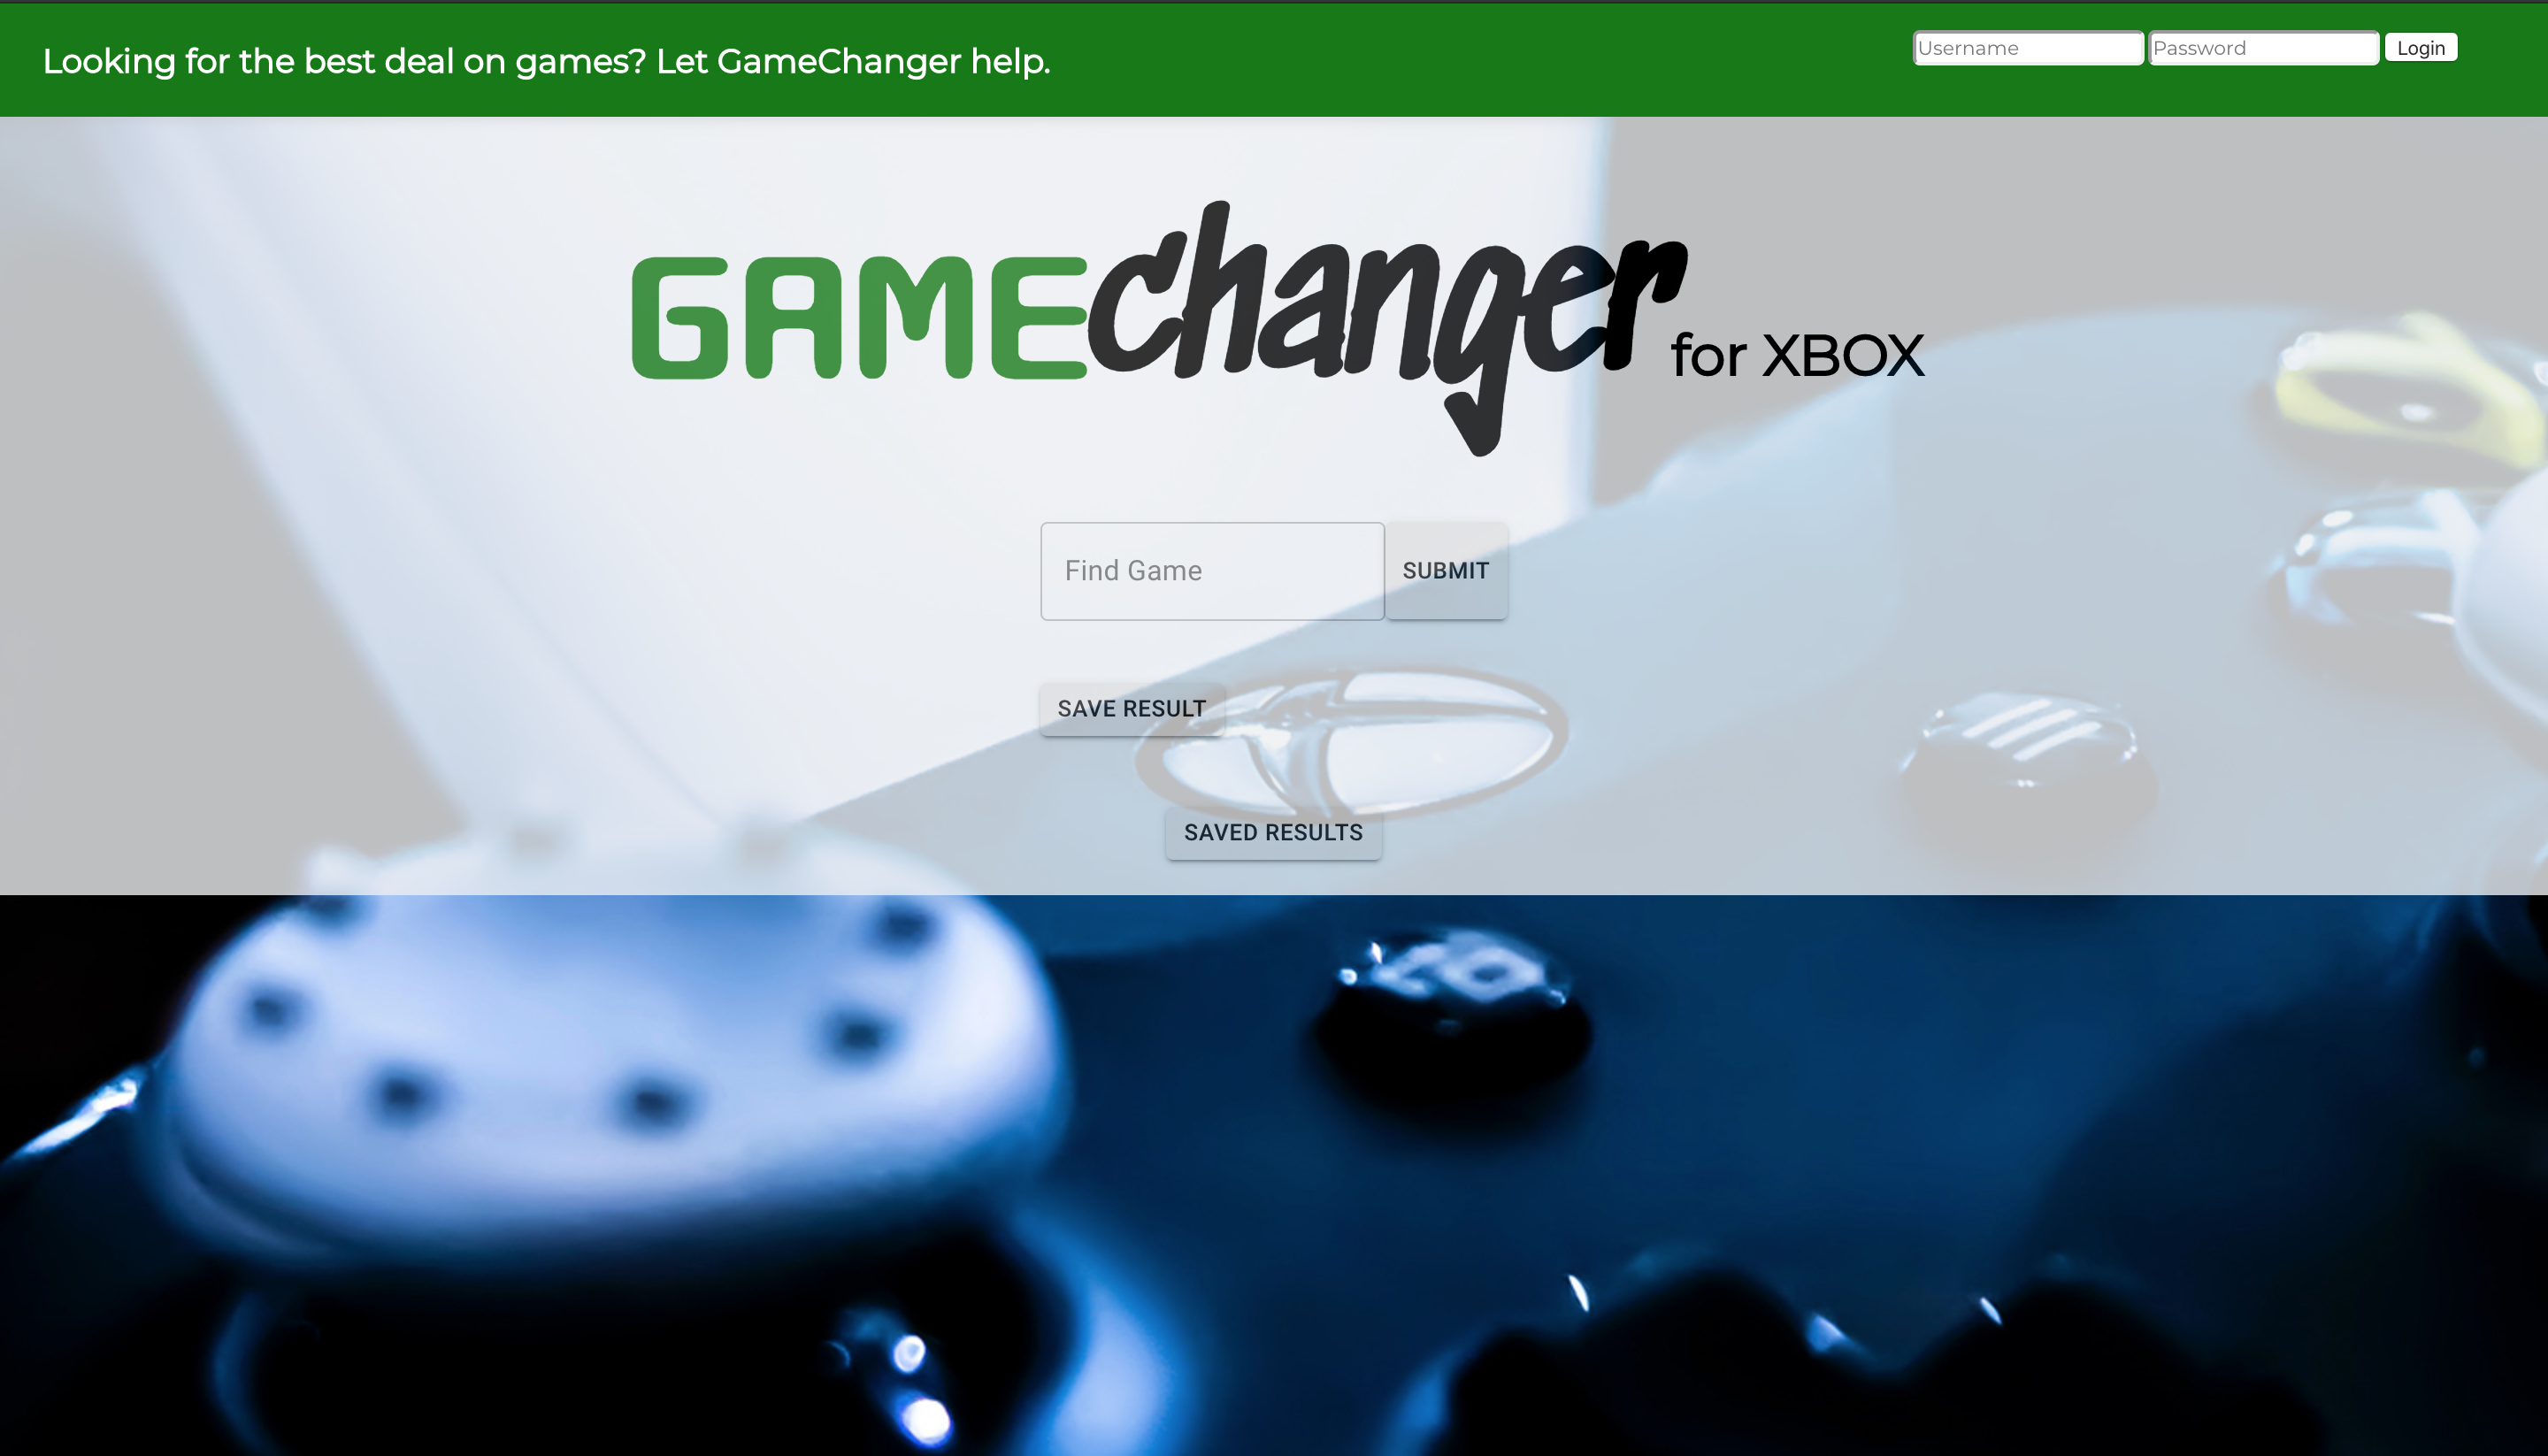 Looking for the best deal on games? Let GameChanger help.
Username Password Login
GAMEchanger for XBOX
Find Game SUBMIT
SAVE RESULT
SAVED RESULTS